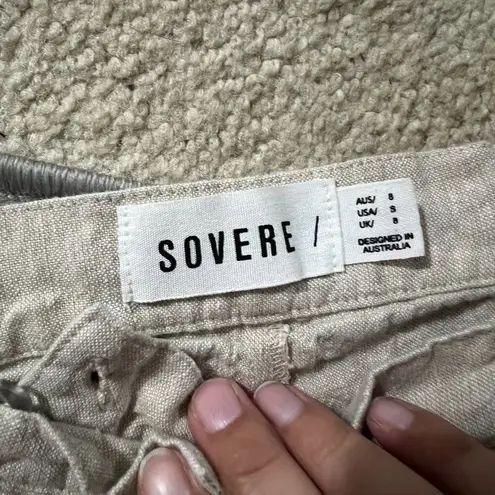 SOVERE /
AUS/ 8
USA/ S
UK/ 8
DESIGNED IN
AUSTRALIA